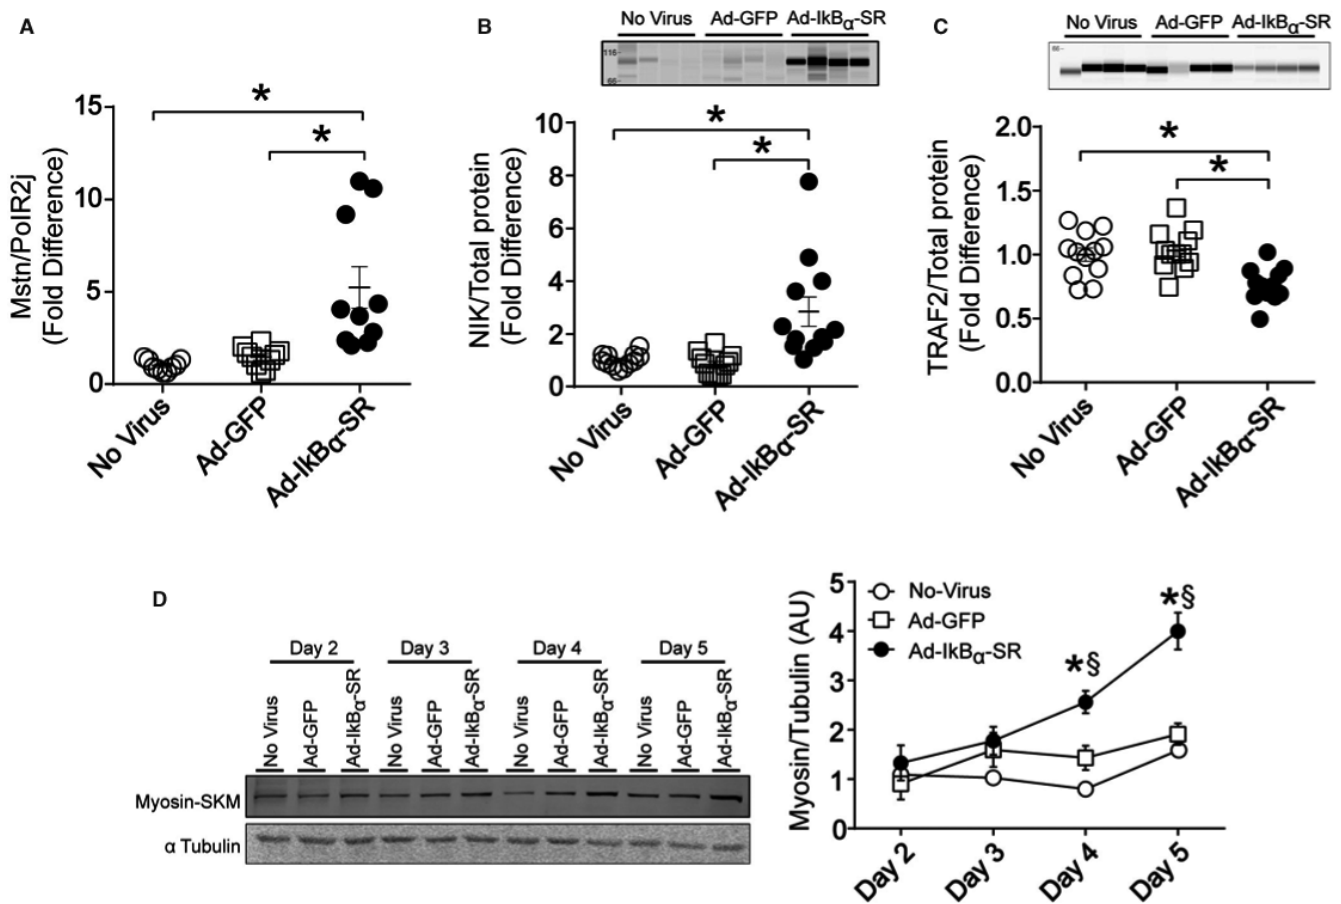 A
*
*
15
10
5
0
Mstn/PolR2j
(Fold Difference)
No Virus
Ad-GFP
Ad-IkBα-SR
B
No Virus Ad-GFP Ad-IkBα-SR
116
66
*
*
10
8
6
4
2
0
NIK/Total protein
(Fold Difference)
No Virus
Ad-GFP
Ad-IkBα-SR
C
No Virus Ad-GFP Ad-IkBα-SR
*
*
2.0
1.5
1.0
0.5
0.0
TRAF2/Total protein
(Fold Difference)
No Virus
Ad-GFP
Ad-IkBα-SR
D
Day 2 Day 3 Day 4 Day 5
No Virus Ad-GFP Ad-IkBα-SR No Virus Ad-GFP Ad-IkBα-SR No Virus Ad-GFP Ad-IkBα-SR No Virus Ad-GFP Ad-IkBα-SR
Myosin-SKM
α Tubulin
No-Virus
Ad-GFP
Ad-IkBα-SR
*§
*§
5
4
3
2
1
0
Myosin/Tubulin (AU)
Day 2
Day 3
Day 4
Day 5